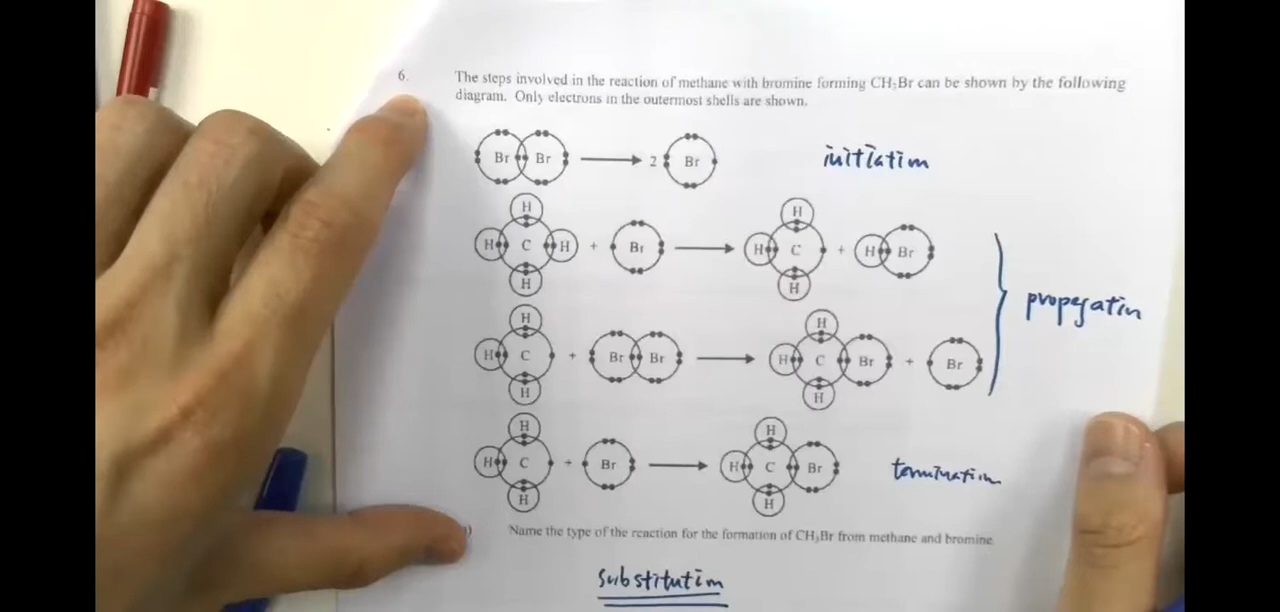 6. The steps involved in the reaction of methane with bromine forming CH₃Br can be shown by the following
diagram. Only electrons in the outermost shells are shown.
Br Br → 2 Br initiation
H
H C H + Br → H H C + H Br
H H
propegatin
H
H C + Br Br → H H C Br + Br
H H
H
H C + Br → H H C Br termination
H H
) Name the type of the reaction for the formation of CH₃Br from methane and bromine
substitution